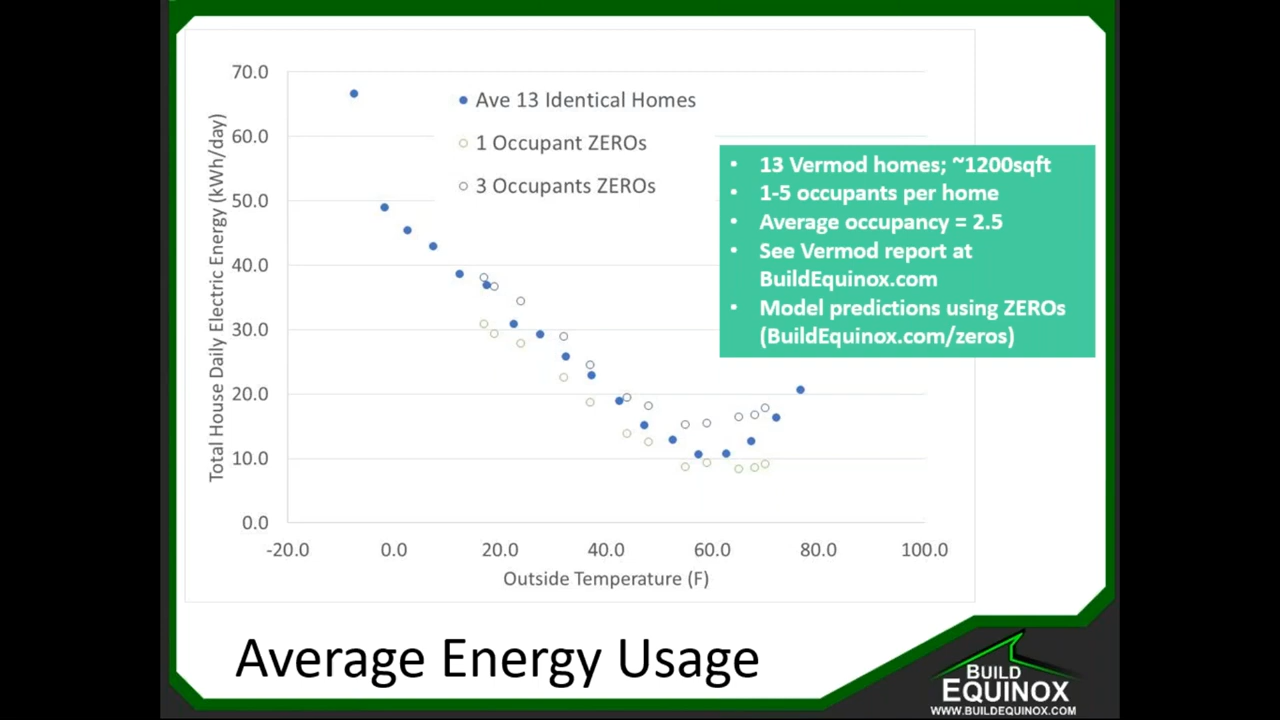 70.0
60.0
50.0
40.0
30.0
20.0
10.0
0.0
-20.0 0.0 20.0 40.0 60.0 80.0 100.0
Total House Daily Electric Energy (kWh/day)
Outside Temperature (F)
Ave 13 Identical Homes
1 Occupant ZEROs
3 Occupants ZEROs
• 13 Vermod homes; ~1200sqft
• 1-5 occupants per home
• Average occupancy = 2.5
• See Vermod report at
BuildEquinox.com
• Model predictions using ZEROs
(BuildEquinox.com/zeros)
Average Energy Usage
BUILD
EQUINOX
WWW.BUILDEQUINOX.COM